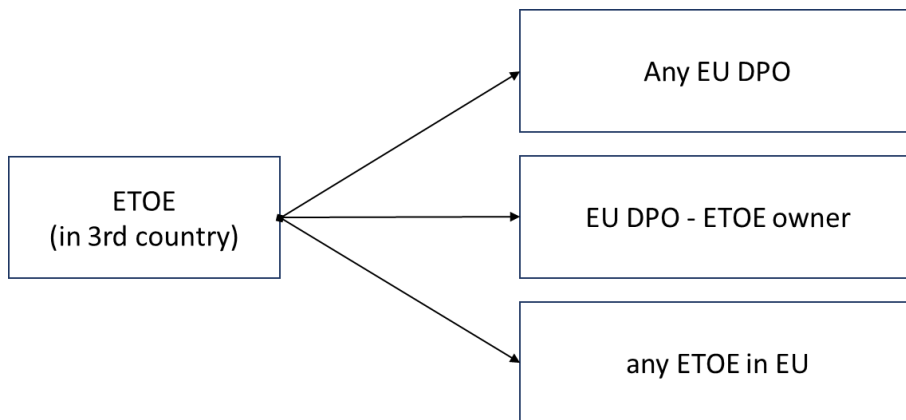 Any EU DPO
ETOE
(in 3rd country)
EU DPO - ETOE owner
any ETOE in EU